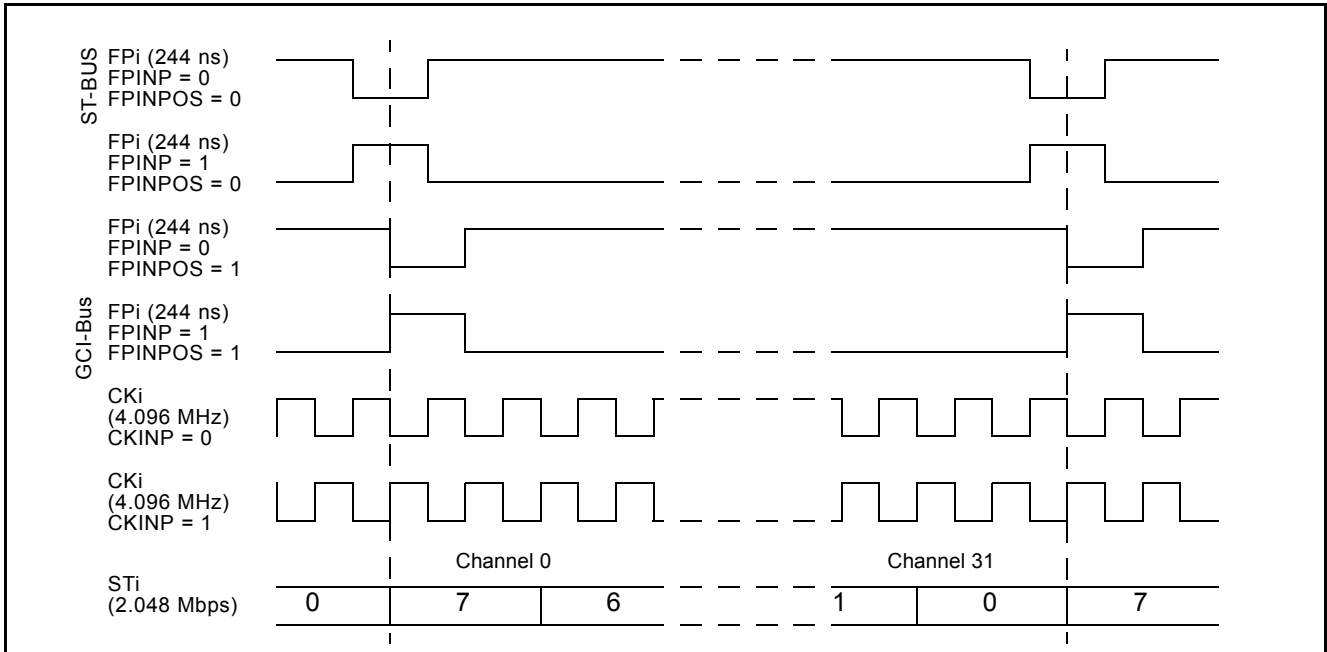 ST-BUS
FPi (244 ns)
FPINP = 0
FPINPOS = 0
FPi (244 ns)
FPINP = 1
FPINPOS = 0
FPi (244 ns)
FPINP = 0
FPINPOS = 1
GCI-Bus
FPi (244 ns)
FPINP = 1
FPINPOS = 1
CKi
(4.096 MHz)
CKINP = 0
CKi
(4.096 MHz)
CKINP = 1
Channel 0 Channel 31
STi
(2.048 Mbps)
0 7 6 1 0 7